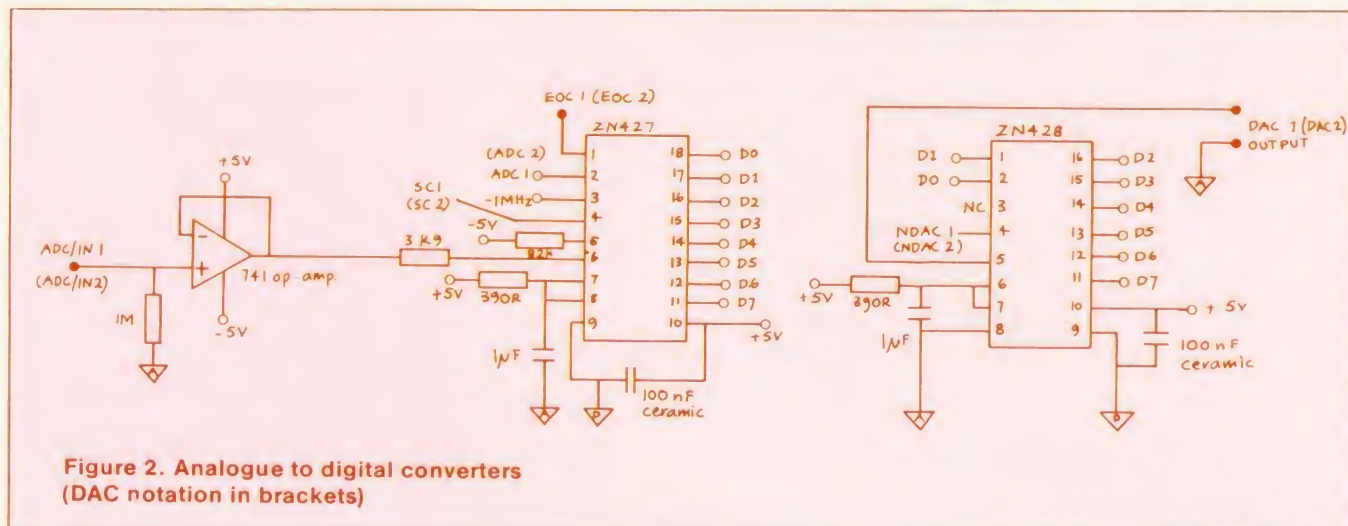 EOC 1 (EOC 2)
ZN427
(ADC 2)
ADC 1
SC1
(SC 2)
-1MHz
-5V
82K
3K9
+5V
390R
1
2
3
4
5
6
7
8
9
18
17
16
15
14
13
12
11
10
D0
D1
D2
D3
D4
D5
D6
D7
+5V
1µF
100 nF
ceramic
A
D
+5V
-
+
741 op-amp
-5V
ADC/IN 1
(ADC/IN2)
1M
A
ZN428
D1
D0
NC
NDAC 1
(NDAC 2)
1
2
3
4
5
6
7
8
16
15
14
13
12
11
10
9
D2
D3
D4
D5
D6
D7
+5V
390R
1µF
+ 5V
100 nF
ceramic
A
D
DAC 1 (DAC2)
OUTPUT
A
Figure 2. Analogue to digital converters
(DAC notation in brackets)